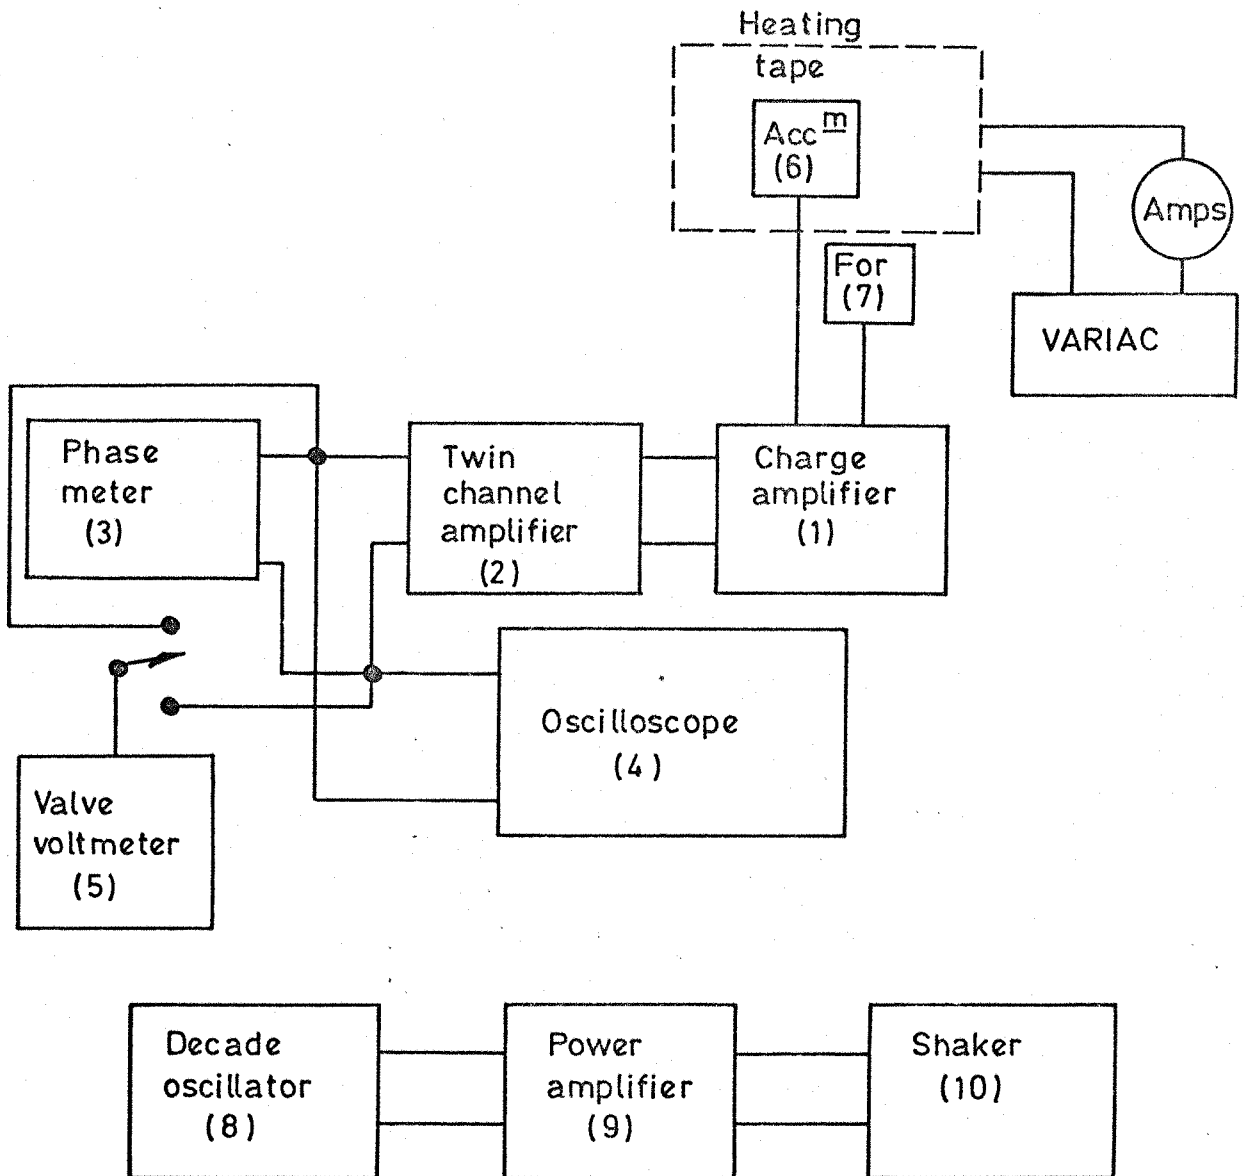 Heating
tape
Acc m
(6)
Amps
For
(7)
VARIAC
Phase
meter
(3)
Twin
channel
amplifier
(2)
Charge
amplifier
(1)
Oscilloscope
(4)
Valve
voltmeter
(5)
Decade
oscillator
(8)
Power
amplifier
(9)
Shaker
(10)